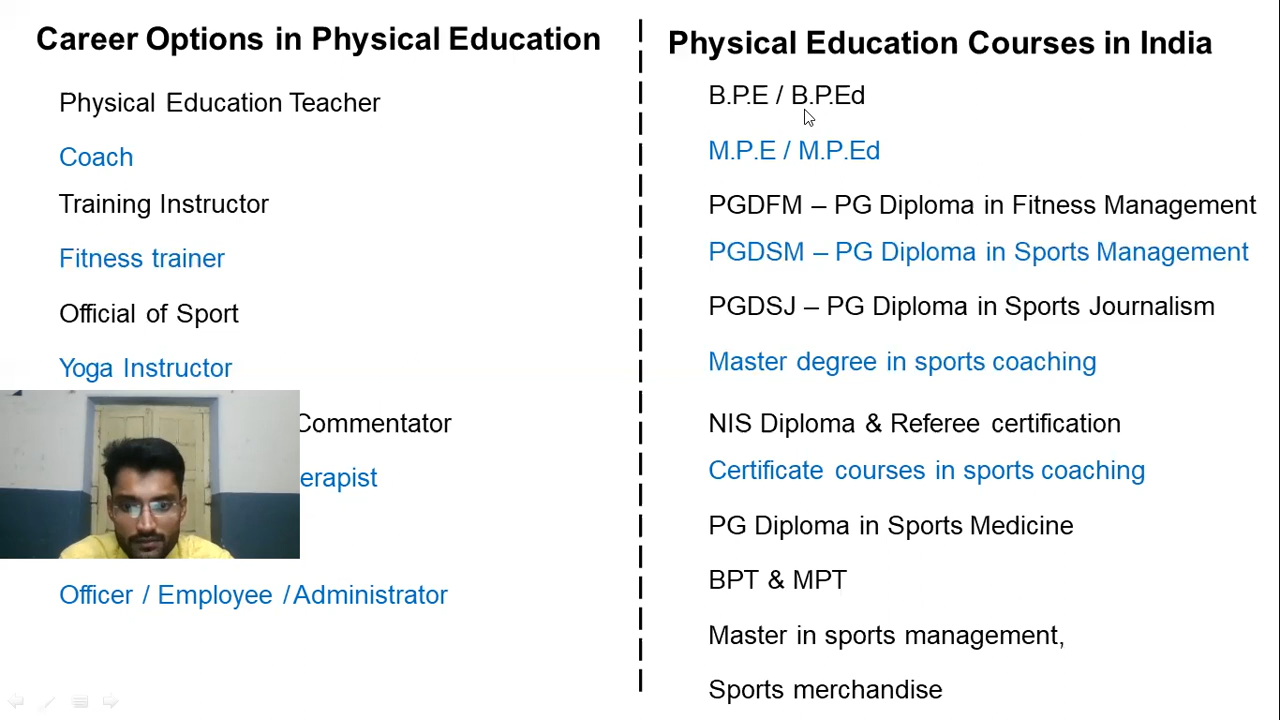 Career Options in Physical Education
Physical Education Teacher
Coach
Training Instructor
Fitness trainer
Official of Sport
Yoga Instructor
Commentator
erapist
Officer / Employee /Administrator
Physical Education Courses in India
B.P.E / B.P.Ed
M.P.E / M.P.Ed
PGDFM – PG Diploma in Fitness Management
PGDSM – PG Diploma in Sports Management
PGDSJ – PG Diploma in Sports Journalism
Master degree in sports coaching
NIS Diploma & Referee certification
Certificate courses in sports coaching
PG Diploma in Sports Medicine
BPT & MPT
Master in sports management,
Sports merchandise